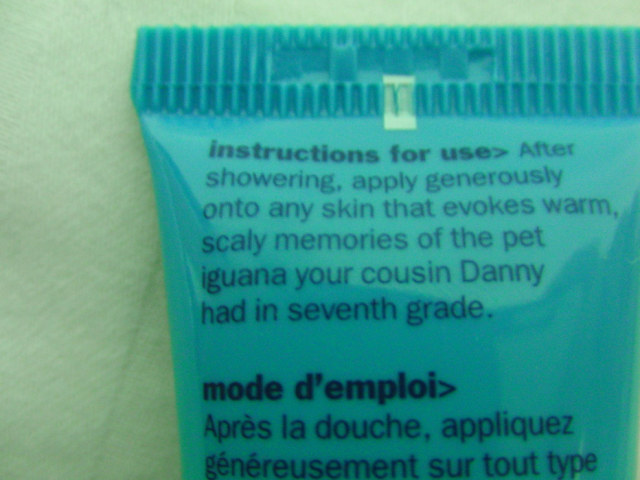 instructions for use> After
showering, apply generously
onto any skin that evokes warm,
scaly memories of the pet
iguana your cousin Danny
had in seventh grade.
mode d'emploi>
Après la douche, appliquez
généreusement sur tout type